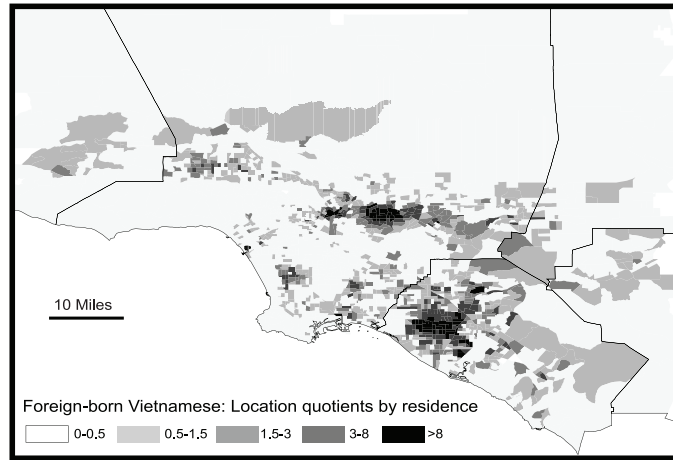 10 Miles
Foreign-born Vietnamese: Location quotients by residence
0-0.5 0.5-1.5 1.5-3 3-8 >8